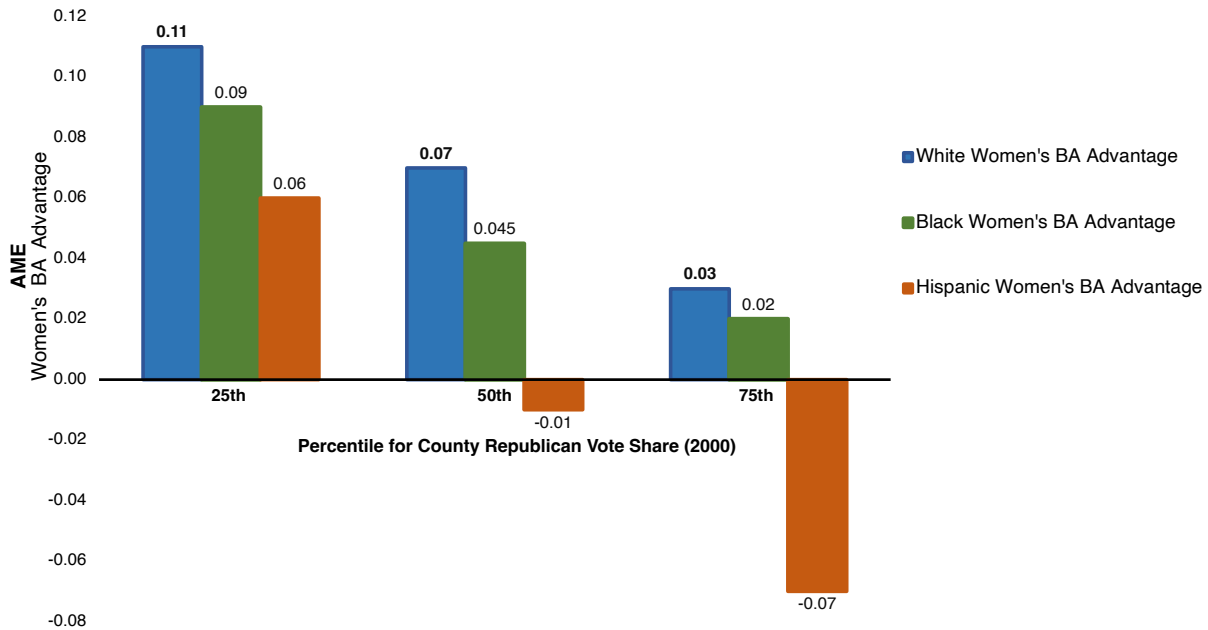 0.12
0.10
0.08
0.06
0.04
0.02
0.00
-0.02
-0.04
-0.06
-0.08
AME
Women's BA Advantage
0.11
0.09
0.06
0.07
0.045
-0.01
0.03
0.02
-0.07
25th
50th
75th
Percentile for County Republican Vote Share (2000)
White Women's BA Advantage
Black Women's BA Advantage
Hispanic Women's BA Advantage